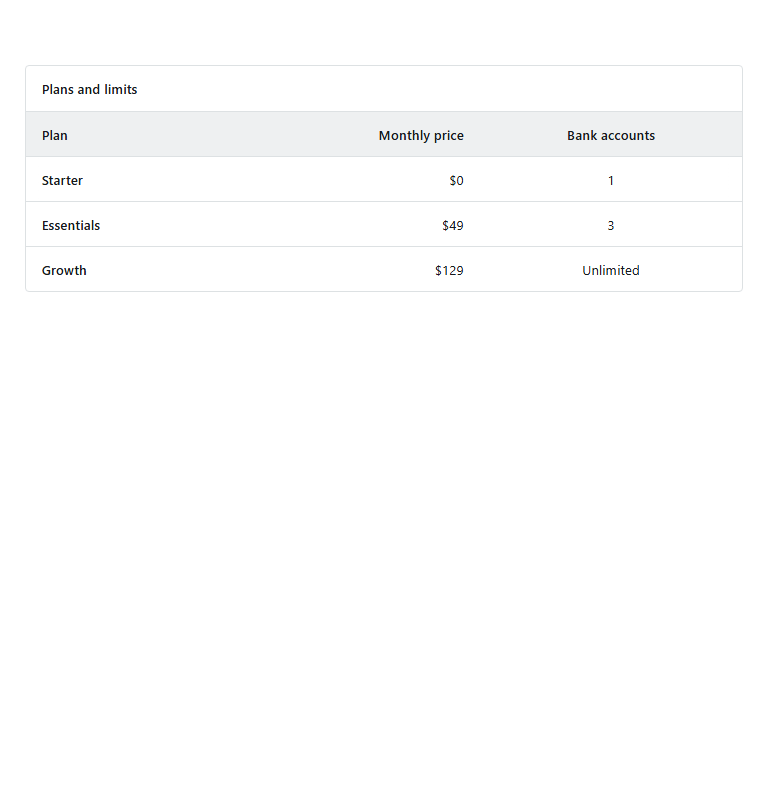 Plans and limits
Plan Monthly price Bank accounts
Starter $0 1
Essentials $49 3
Growth $129 Unlimited